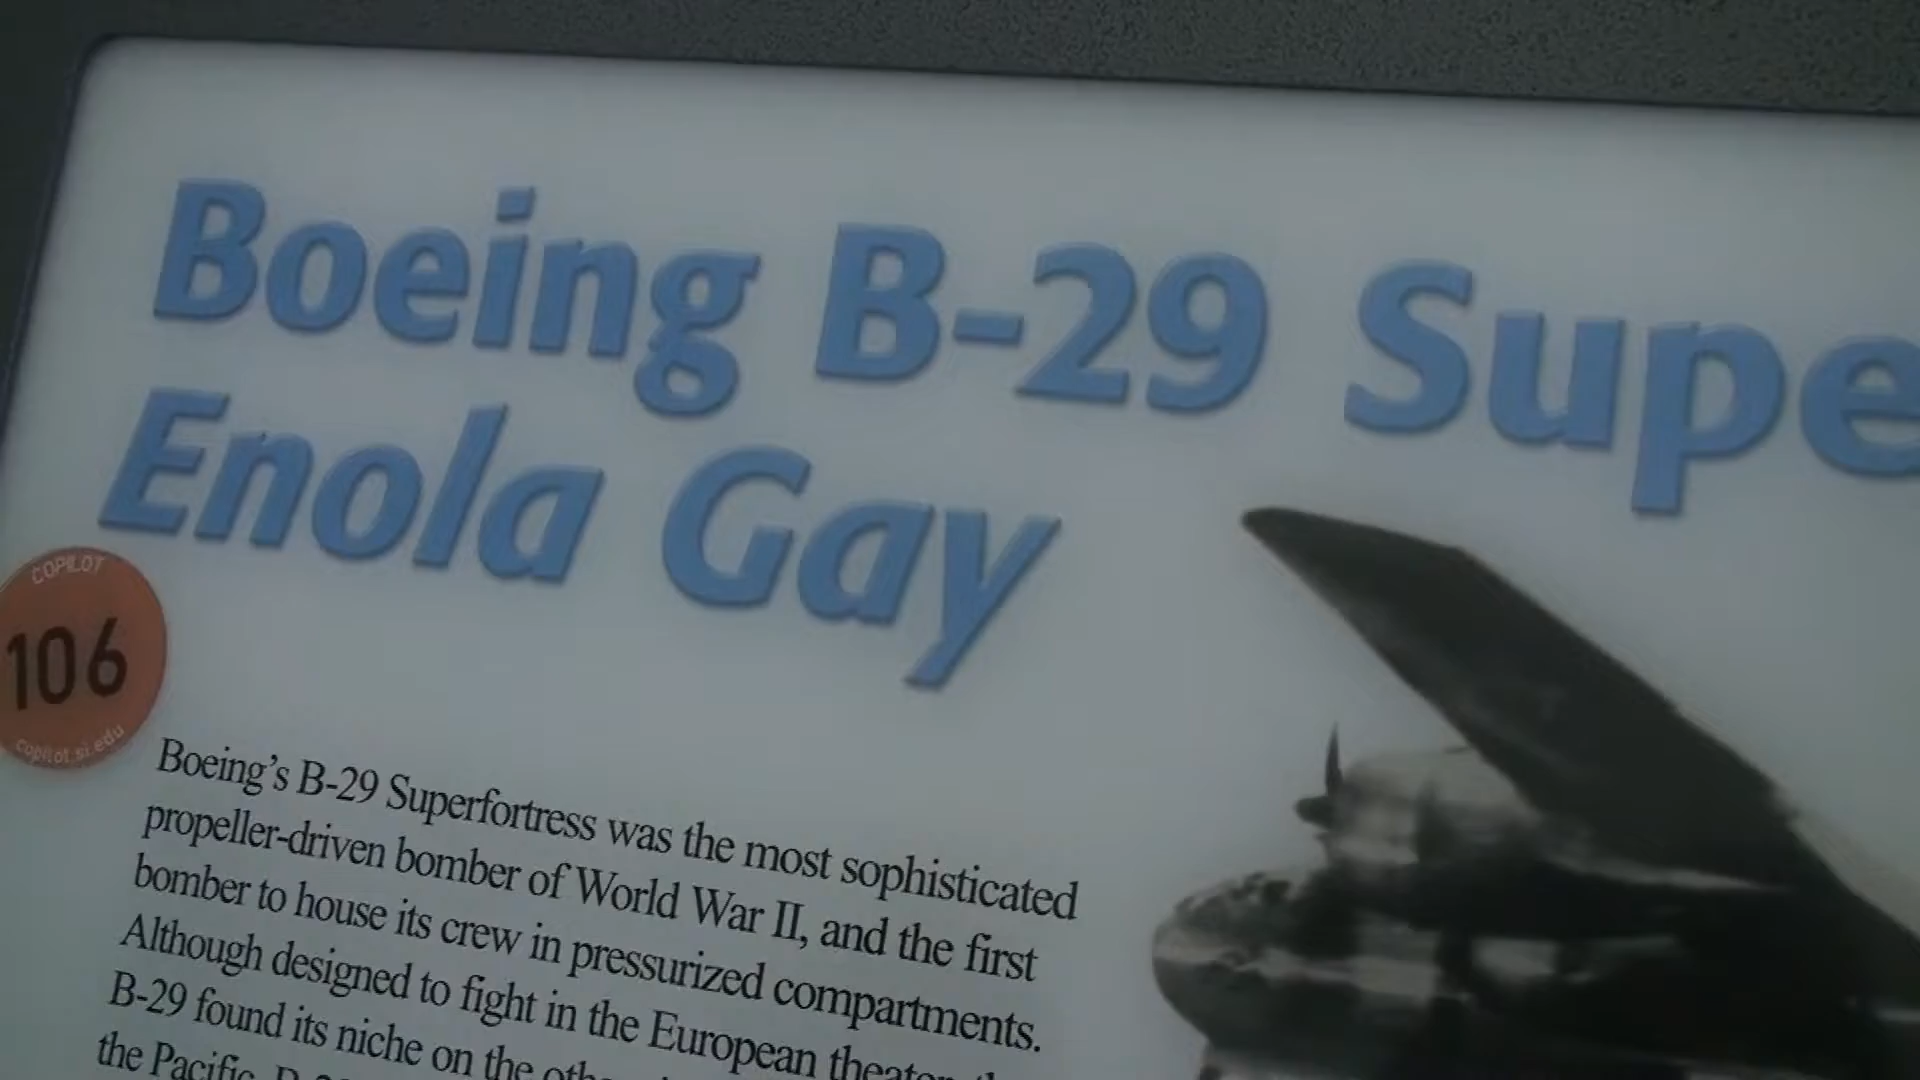 Boeing B-29 Supe
Enola Gay
COPILOT
106
copilot.si.edu
Boeing's B-29 Superfortress was the most sophisticated
propeller-driven bomber of World War II, and the first
bomber to house its crew in pressurized compartments.
Although designed to fight in the European theater,
B-29 found its niche on the
the Pacific.